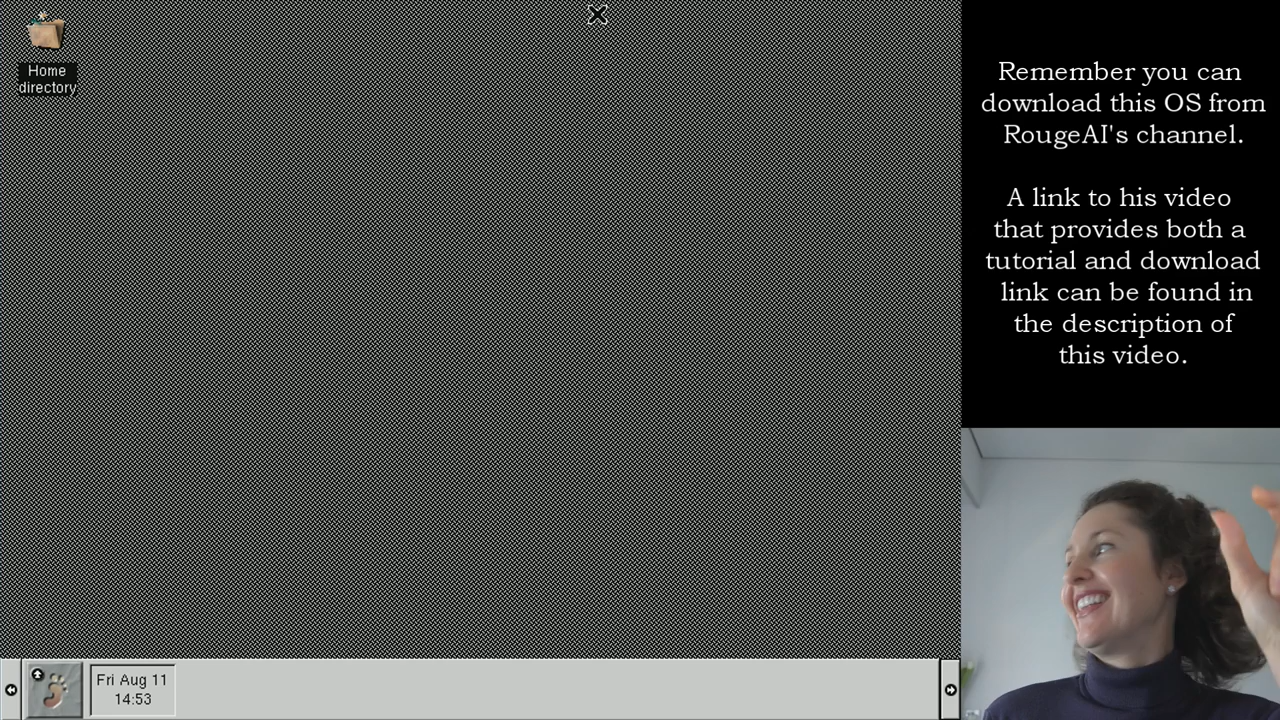 Home
directory
Remember you can
download this OS from
RougeAI's channel.
A link to his video
that provides both a
tutorial and download
link can be found in
the description of
this video.
Fri Aug 11
14:53